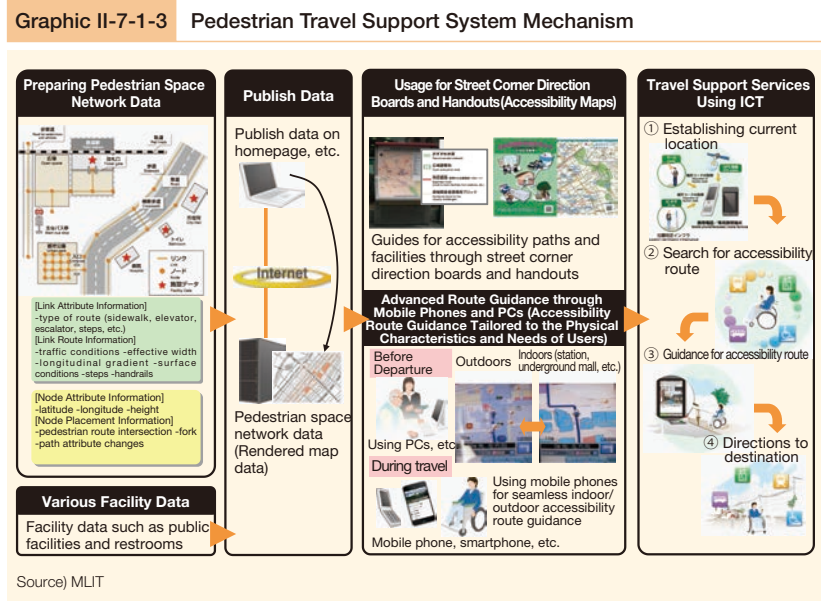 Graphic II-7-1-3 Pedestrian Travel Support System Mechanism
Preparing Pedestrian Space
Network Data
[Link Attribute Information]
-type of route (sidewalk, elevator,
escalator, steps, etc.)
[Link Route Information]
-traffic conditions -effective width
-longitudinal gradient -surface
conditions -steps -handrails
[Node Attribute Information]
-latitude -longitude -height
[Node Placement Information]
-pedestrian route intersection -fork
-path attribute changes
Various Facility Data
Facility data such as public
facilities and restrooms
Publish Data
Publish data on
homepage, etc.
Internet
Pedestrian space
network data
(Rendered map
data)
Usage for Street Corner Direction
Boards and Handouts(Accessibility Maps)
Guides for accessibility paths and
facilities through street corner
direction boards and handouts
Advanced Route Guidance through
Mobile Phones and PCs (Accessibility
Route Guidance Tailored to the Physical
Characteristics and Needs of Users)
Before
Departure
Outdoors
Indoors (station,
underground mall, etc.)
Using PCs, etc
During travel
Using mobile phones
for seamless indoor/
outdoor accessibility
route guidance
Mobile phone, smartphone, etc.
Travel Support Services
Using ICT
① Establishing current
location
② Search for accessibility
route
③ Guidance for accessibility route
④ Directions to
destination
Source) MLIT